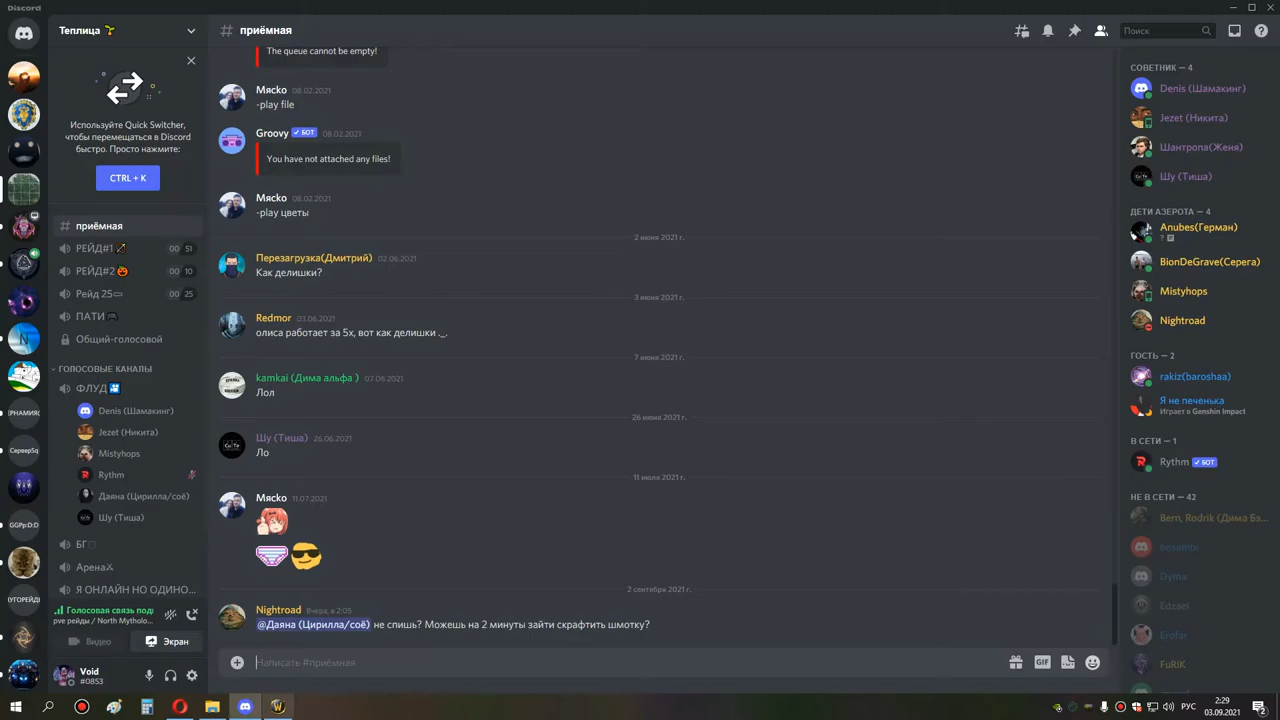 Discord
Теплица
Используйте Quick Switcher,
чтобы перемещаться в Discord
быстро. Просто нажмите:
CTRL + K
приёмная
РЕЙД#1
00 51
РЕЙД#2
00 10
Рейд 25
00 25
ПАТИ
Общий-голосовой
ГОЛОСОВЫЕ КАНАЛЫ
ФЛУД
Denis (Шамакинг)
Jezet (Никита)
Mistyhops
Rythm
Даяна (Цирилла/соё)
Шу (Тиша)
БГ♡
Арена⚔
Я ОНЛАЙН НО ОДИНО...
Голосовая связь подк
рve рейды / North Mytholo...
Видео
Экран
Void
#0853
# приёмная
Поиск
The queue cannot be empty!
Мяско 08.02.2021
-play file
Groovy ✓ БОТ 08.02.2021
You have not attached any files!
Мяско 08.02.2021
-play цветы
2 июня 2021 г.
Перезагрузка(Дмитрий) 02.06.2021
Как делишки?
3 июня 2021 г.
Redmor 03.06.2021
олиса работает за 5х, вот как делишки ._.
7 июня 2021 г.
kamkai (Дима альфа ) 07.06.2021
Лол
26 июня 2021 г.
Шу (Тиша) 26.06.2021
Ло
11 июля 2021 г.
Мяско 11.07.2021
2 сентября 2021 г.
Nightroad Вчера, в 2:05
@Даяна (Цирилла/соё) не спишь? Можешь на 2 минуты зайти скрафтить шмотку?
Написать #приёмная
GIF
СОВЕТНИК — 4
Denis (Шамакинг)
Jezet (Никита)
Шантропа(Женя)
Шу (Тиша)
ДЕТИ АЗЕРОТА — 4
Anubes(Герман)
BionDeGrave(Серега)
Mistyhops
Nightroad
ГОСТЬ — 2
rakiz(baroshaa)
Я не печенька
Играет в Genshin Impact
В СЕТИ — 1
Rythm ✓ БОТ
НЕ В СЕТИ — 42
Bern, Rodrik (Дима Бэ...
bosambi
Dyma
Edzael
Erofar
FuRiK
РУС
2:29
03.09.2021